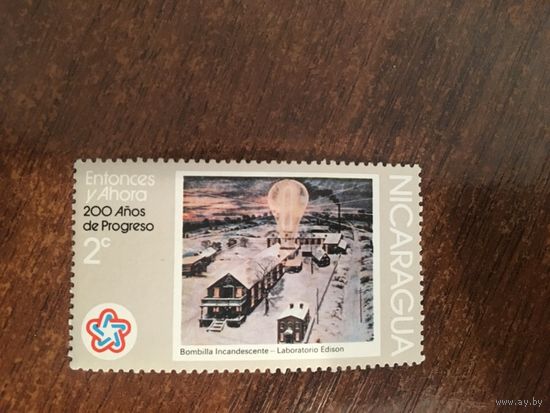 Entonces
y Ahora
200 Años
de Progreso
2c
NICARAGUA
Bombilla Incandescente – Laboratorio Edison
© www.ay.by